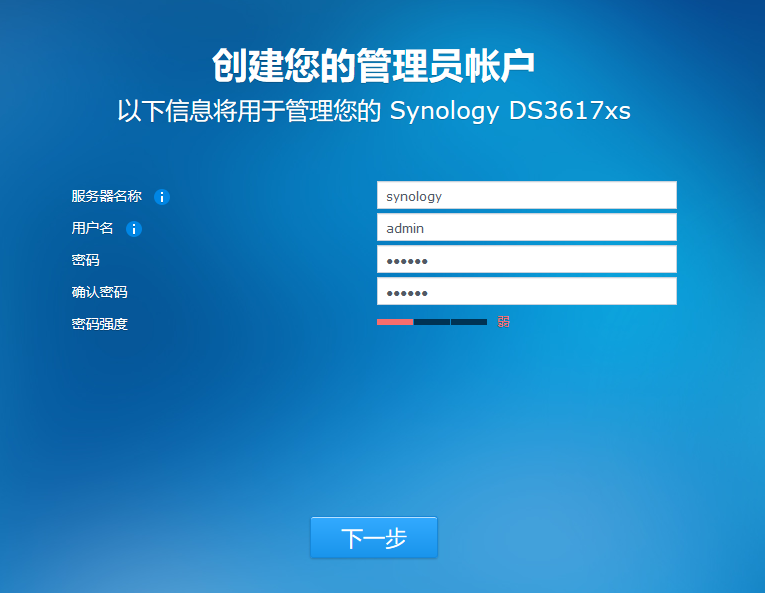 创建您的管理员帐户
以下信息将用于管理您的 Synology DS3617xs
服务器名称 synology
用户名 admin
密码 ••••••
确认密码 ••••••
密码强度 弱
下一步